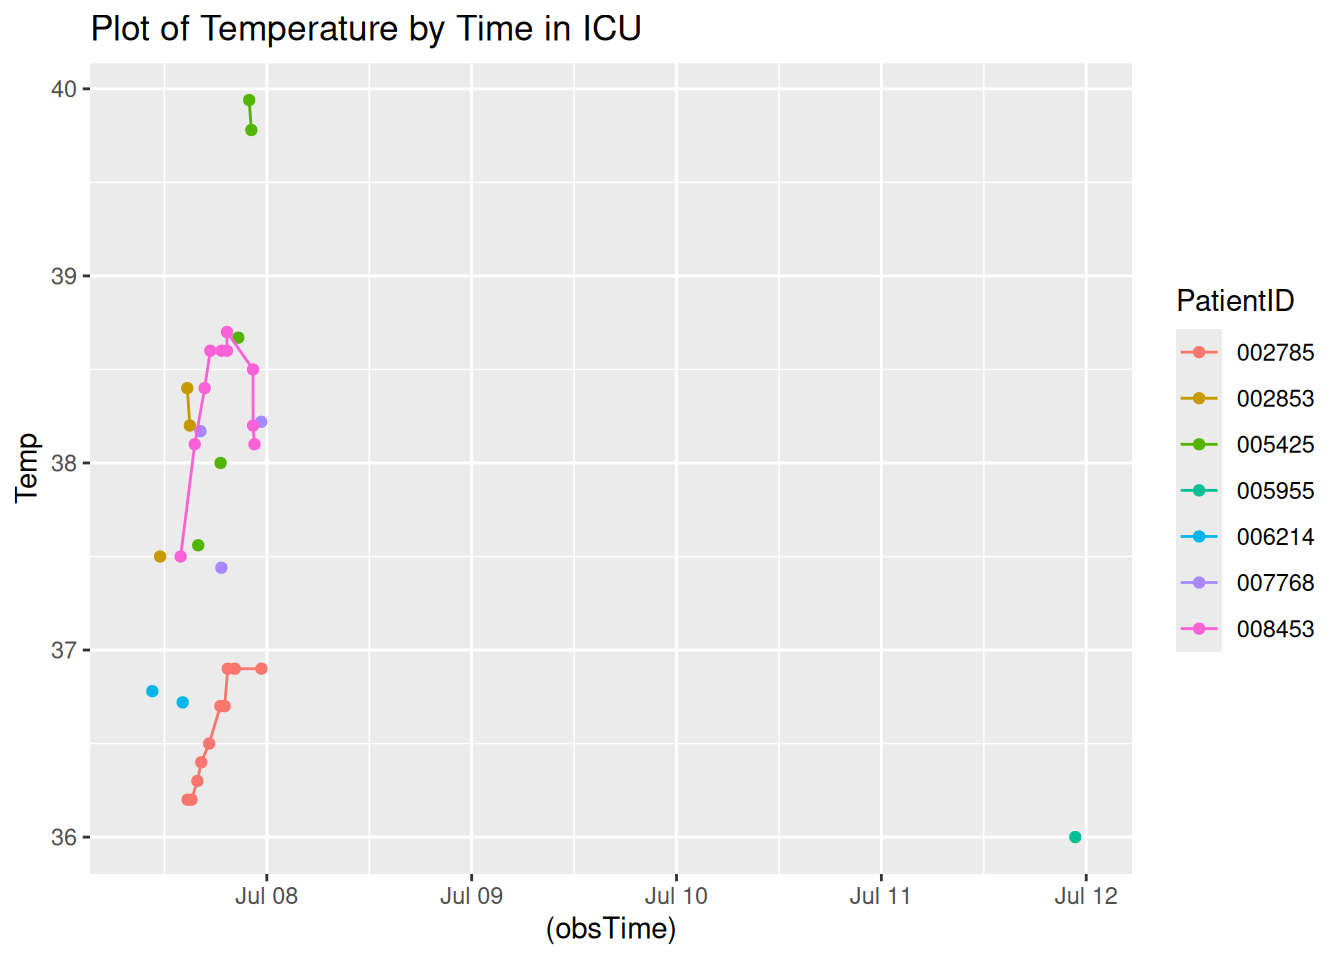 Plot of Temperature by Time in ICU
40
39
38
37
36
Temp
Jul 08
Jul 09
Jul 10
Jul 11
Jul 12
(obsTime)
PatientID
002785
002853
005425
005955
006214
007768
008453